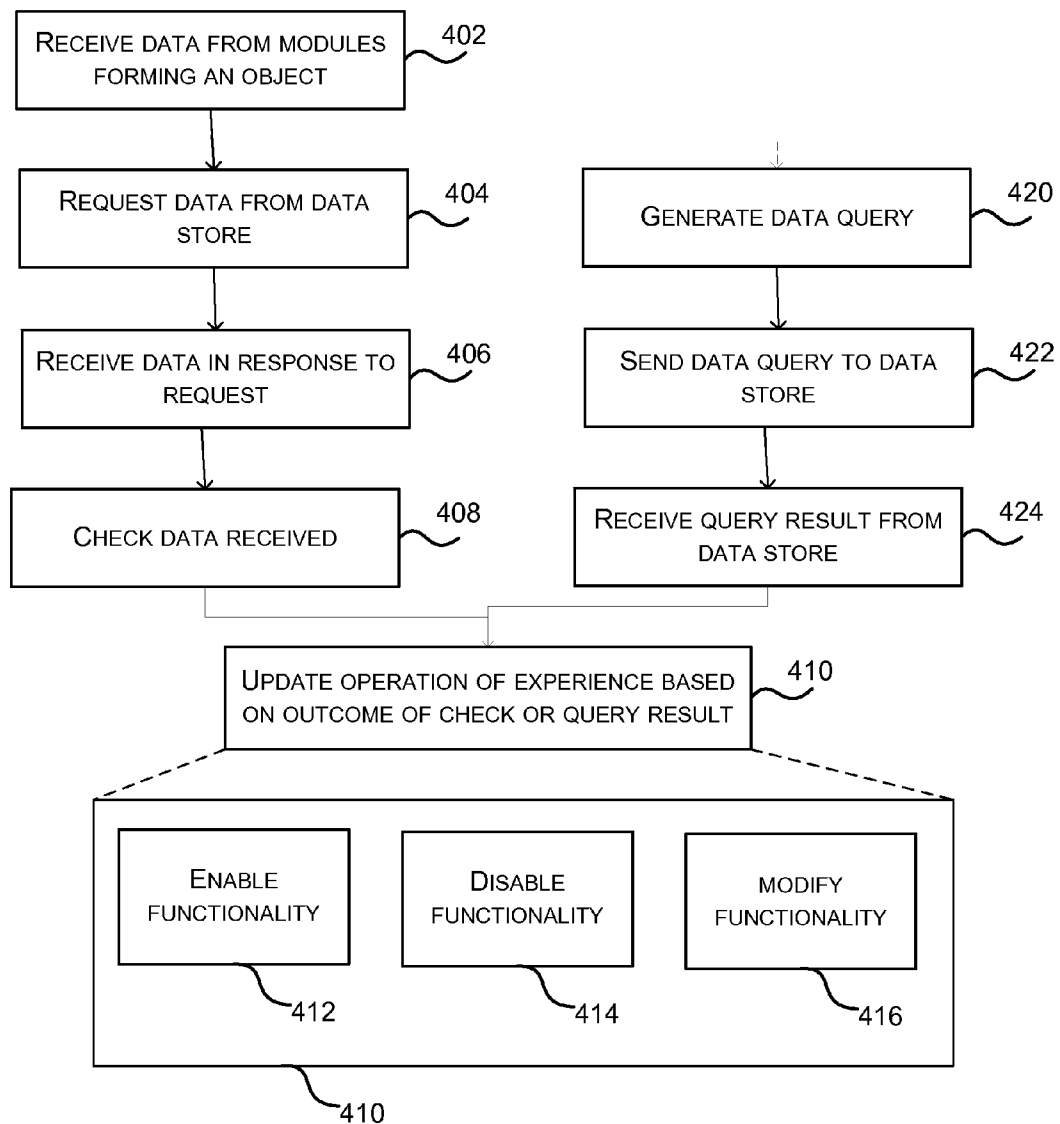 RECEIVE DATA FROM MODULES
FORMING AN OBJECT
402
REQUEST DATA FROM DATA
STORE
404
RECEIVE DATA IN RESPONSE TO
REQUEST
406
CHECK DATA RECEIVED
408
GENERATE DATA QUERY
420
SEND DATA QUERY TO DATA
STORE
422
RECEIVE QUERY RESULT FROM
DATA STORE
424
UPDATE OPERATION OF EXPERIENCE BASED
ON OUTCOME OF CHECK OR QUERY RESULT
410
ENABLE
FUNCTIONALITY
412
DISABLE
FUNCTIONALITY
414
MODIFY
FUNCTIONALITY
416
410